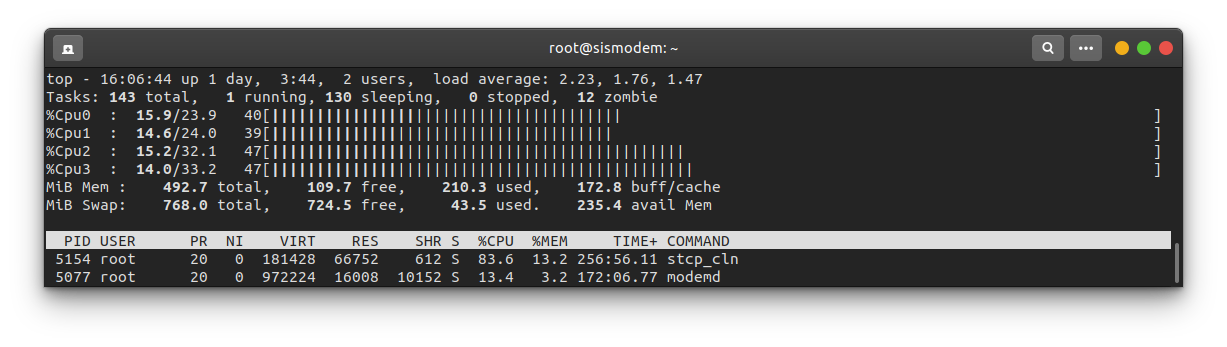 root@sismodem: ~
top - 16:06:44 up 1 day,  3:44,  2 users,  load average: 2.23, 1.76, 1.47
Tasks: 143 total,   1 running, 130 sleeping,   0 stopped,  12 zombie
%Cpu0  :  15.9/23.9   40[|||||||||||||||||||||||||||||||||||||||                                                           ]
%Cpu1  :  14.6/24.0   39[||||||||||||||||||||||||||||||||||||||                                                            ]
%Cpu2  :  15.2/32.1   47[||||||||||||||||||||||||||||||||||||||||||||||                                                    ]
%Cpu3  :  14.0/33.2   47[|||||||||||||||||||||||||||||||||||||||||||||||                                                   ]
MiB Mem :    492.7 total,    109.7 free,    210.3 used,    172.8 buff/cache
MiB Swap:    768.0 total,    724.5 free,     43.5 used.    235.4 avail Mem
  PID USER      PR  NI    VIRT    RES    SHR S  %CPU  %MEM     TIME+ COMMAND
 5154 root      20   0  181428  66752    612 S  83.6  13.2 256:56.11 stcp_cln
 5077 root      20   0  972224  16008  10152 S  13.4   3.2 172:06.77 modemd